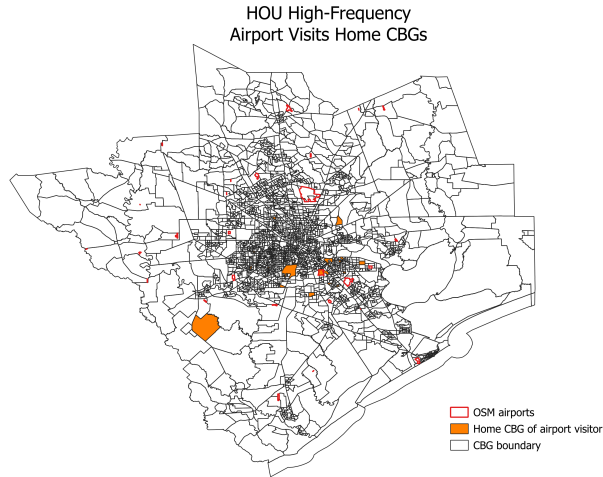 HOU High-Frequency
Airport Visits Home CBGs
OSM airports
Home CBG of airport visitor
CBG boundary